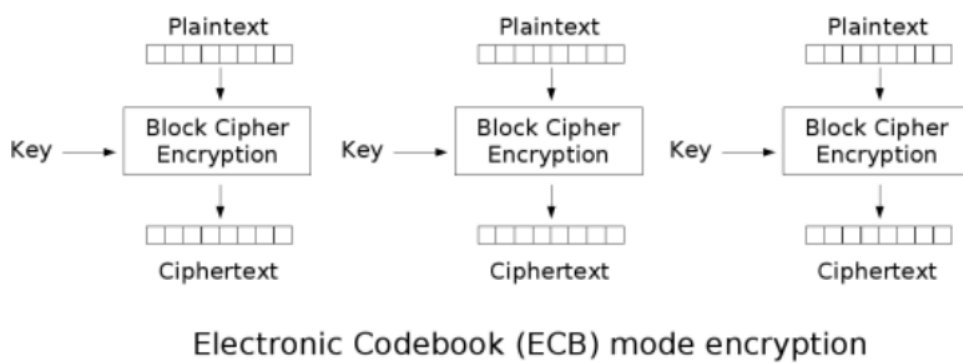 Plaintext Plaintext Plaintext
Key Block Cipher Encryption Key Block Cipher Encryption Key Block Cipher Encryption
Ciphertext Ciphertext Ciphertext
Electronic Codebook (ECB) mode encryption